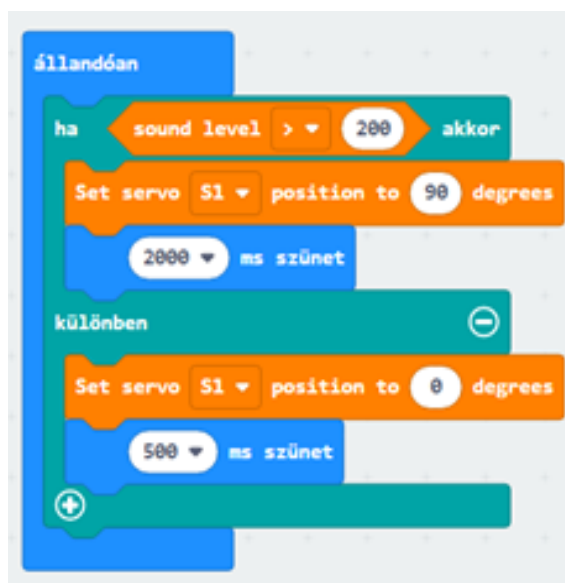 állandóan
ha sound level > 200 akkor
Set servo S1 position to 90 degrees
2000 ms szünet
különben
Set servo S1 position to 0 degrees
500 ms szünet